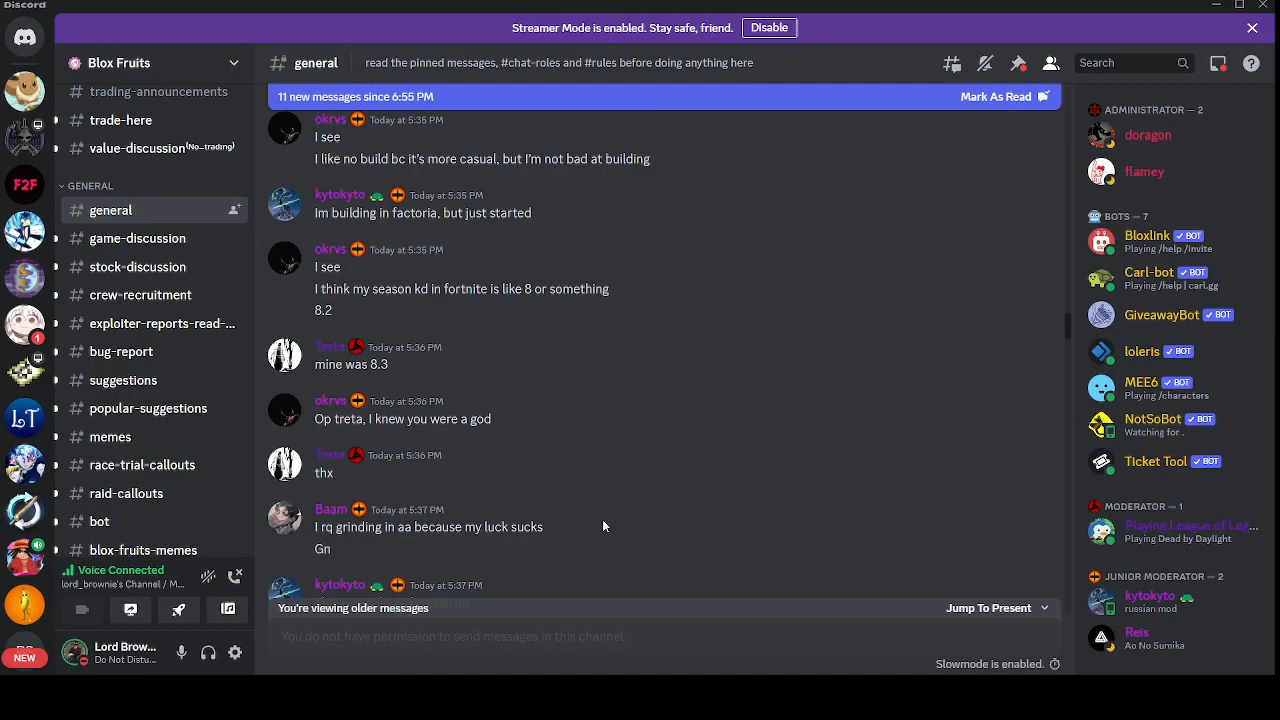 Discord
Streamer Mode is enabled. Stay safe, friend. Disable
Blox Fruits
general
read the pinned messages, #chat-roles and #rules before doing anything here
Search
trading-announcements
trade-here
value-discussion(No_trading)
GENERAL
general
game-discussion
stock-discussion
crew-recruitment
exploiter-reports-read-...
bug-report
suggestions
popular-suggestions
memes
race-trial-callouts
raid-callouts
bot
blox-fruits-memes
F2F
1
LT
NEW
Voice Connected
lord_brownie's Channel / M...
Lord Brow...
Do Not Distu...
11 new messages since 6:55 PM
Mark As Read
okrvs Today at 5:35 PM
I see
I like no build bc it's more casual, but I'm not bad at building
kytokyto Today at 5:35 PM
Im building in factoria, but just started
okrvs Today at 5:35 PM
I see
I think my season kd in fortnite is like 8 or something
8.2
Treta Today at 5:36 PM
mine was 8.3
okrvs Today at 5:36 PM
Op treta, I knew you were a god
Treta Today at 5:36 PM
thx
Baam Today at 5:37 PM
I rq grinding in aa because my luck sucks
Gn
kytokyto Today at 5:37 PM
You're viewing older messages
Jump To Present
You do not have permission to send messages in this channel
Slowmode is enabled.
ADMINISTRATOR — 2
doragon
flamey
BOTS — 7
Bloxlink BOT
Playing /help /invite
Carl-bot BOT
Playing /help | carl.gg
GiveawayBot BOT
loleris BOT
MEE6 BOT
Playing /characters
NotSoBot BOT
Watching for .
Ticket Tool BOT
MODERATOR — 1
Playing League of Leg...
Playing Dead by Daylight
JUNIOR MODERATOR — 2
kytokyto
russian mod
Reis
Ao No Sumika